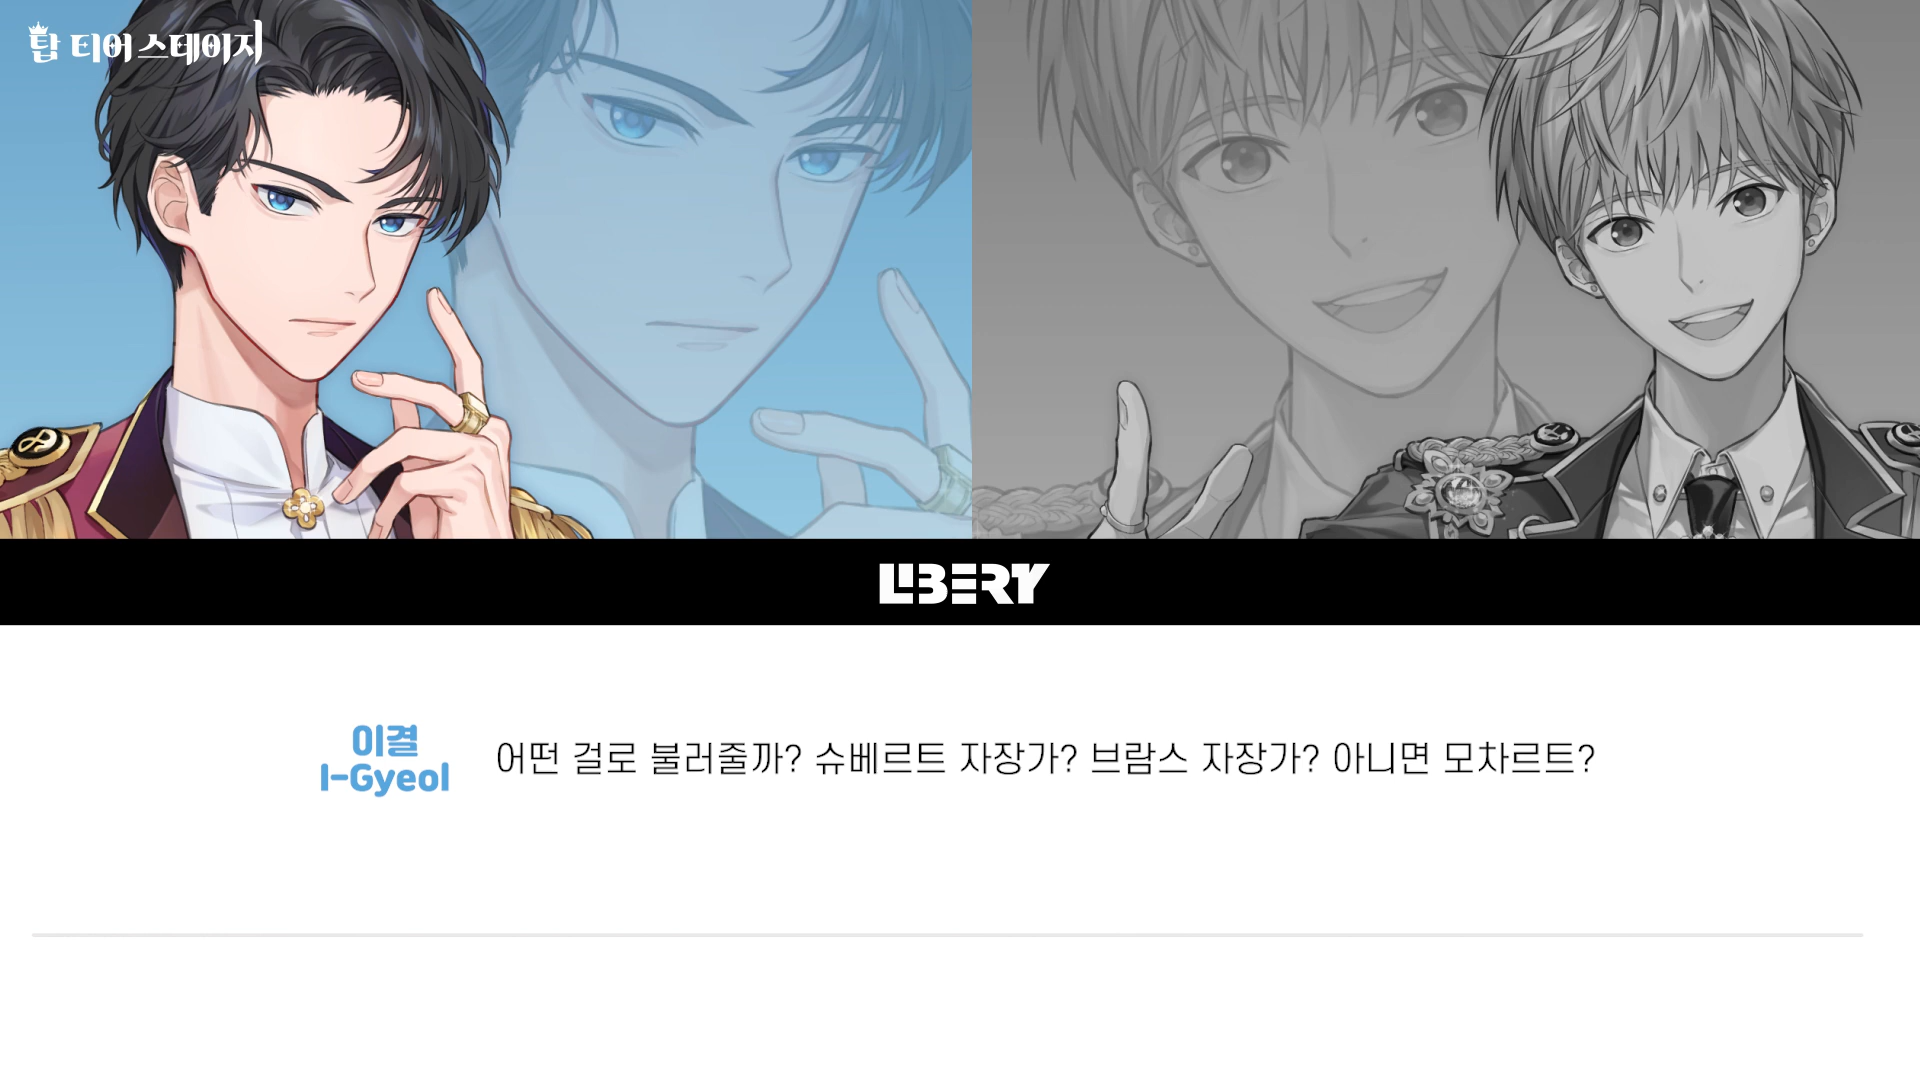 탑 티어 스테이지
LIBERY
이결
I-Gyeol
어떤 걸로 불러줄까? 슈베르트 자장가? 브람스 자장가? 아니면 모차르트?